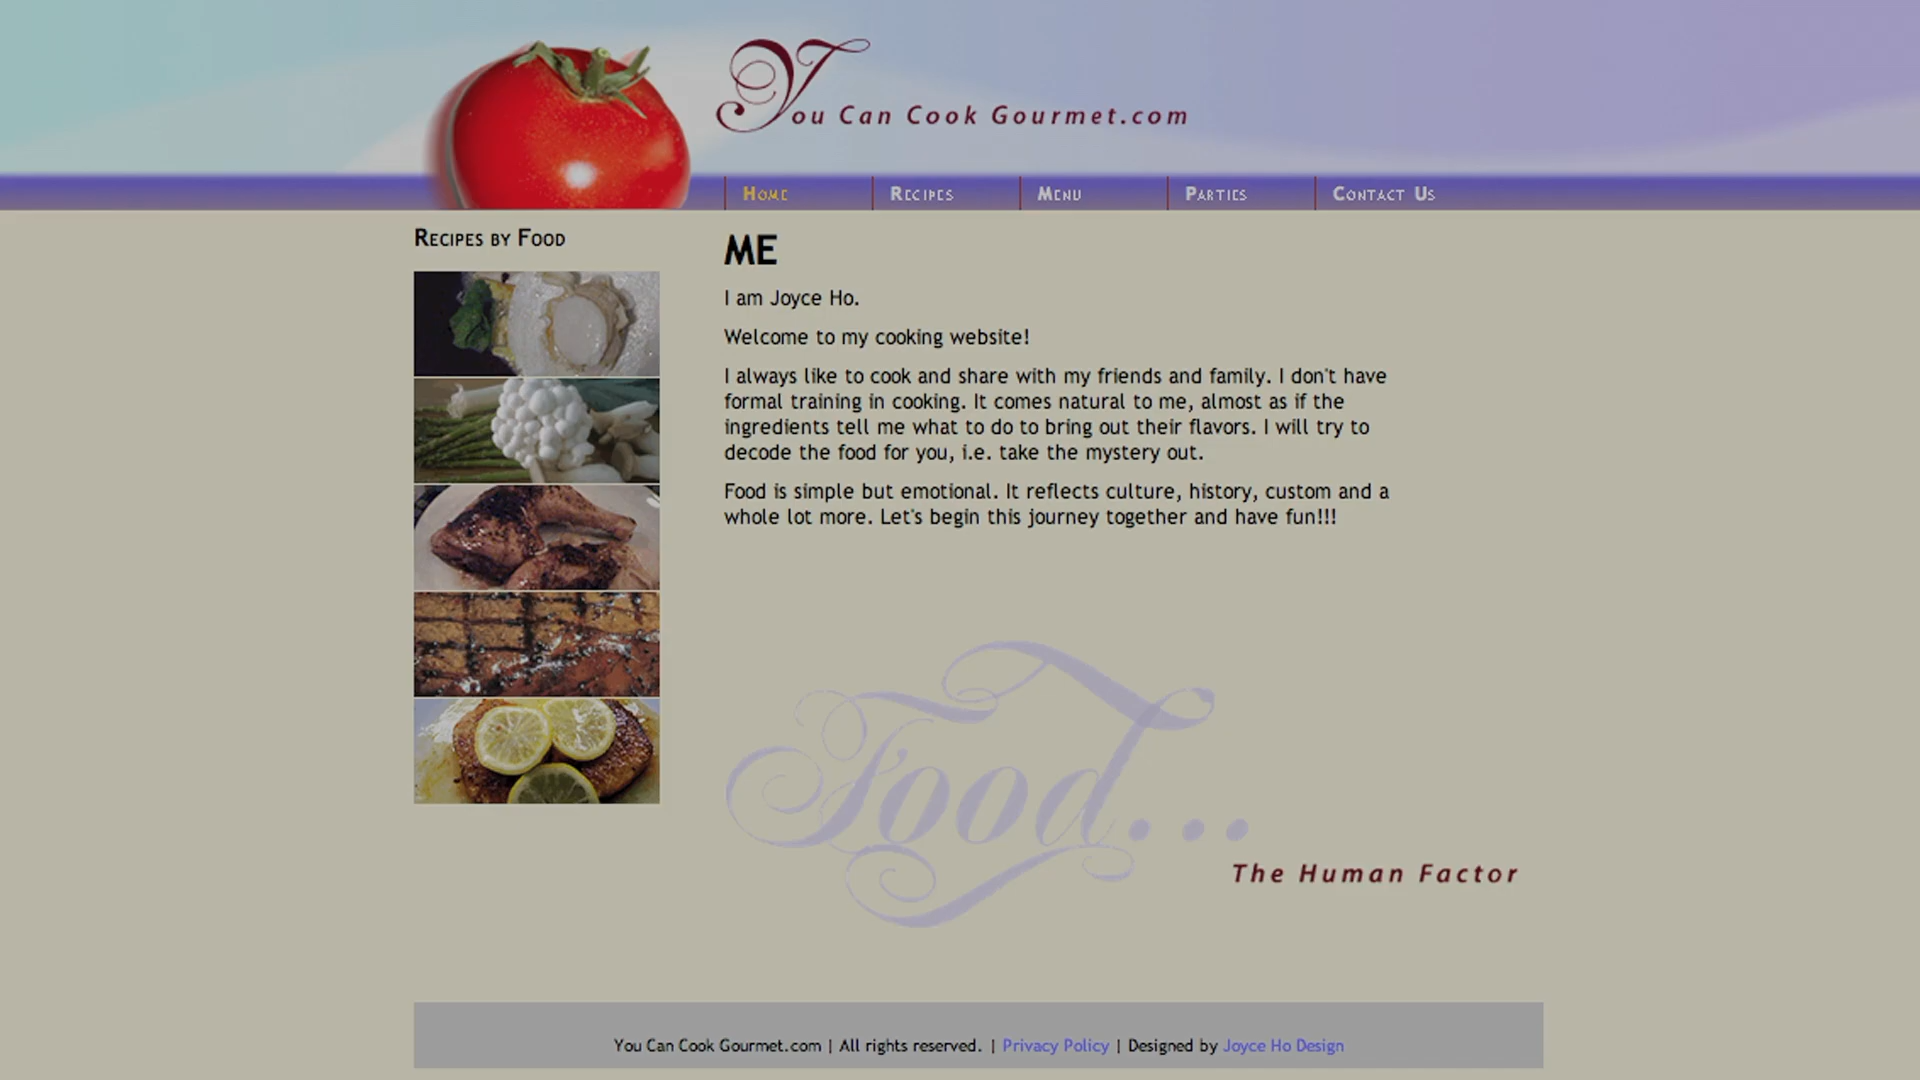 You Can Cook Gourmet.com
Home Recipes Menu Parties Contact Us
Recipes by Food
ME
I am Joyce Ho.
Welcome to my cooking website!
I always like to cook and share with my friends and family. I don't have
formal training in cooking. It comes natural to me, almost as if the
ingredients tell me what to do to bring out their flavors. I will try to
decode the food for you, i.e. take the mystery out.
Food is simple but emotional. It reflects culture, history, custom and a
whole lot more. Let's begin this journey together and have fun!!!
Food...
The Human Factor
You Can Cook Gourmet.com | All rights reserved. | Privacy Policy | Designed by Joyce Ho Design